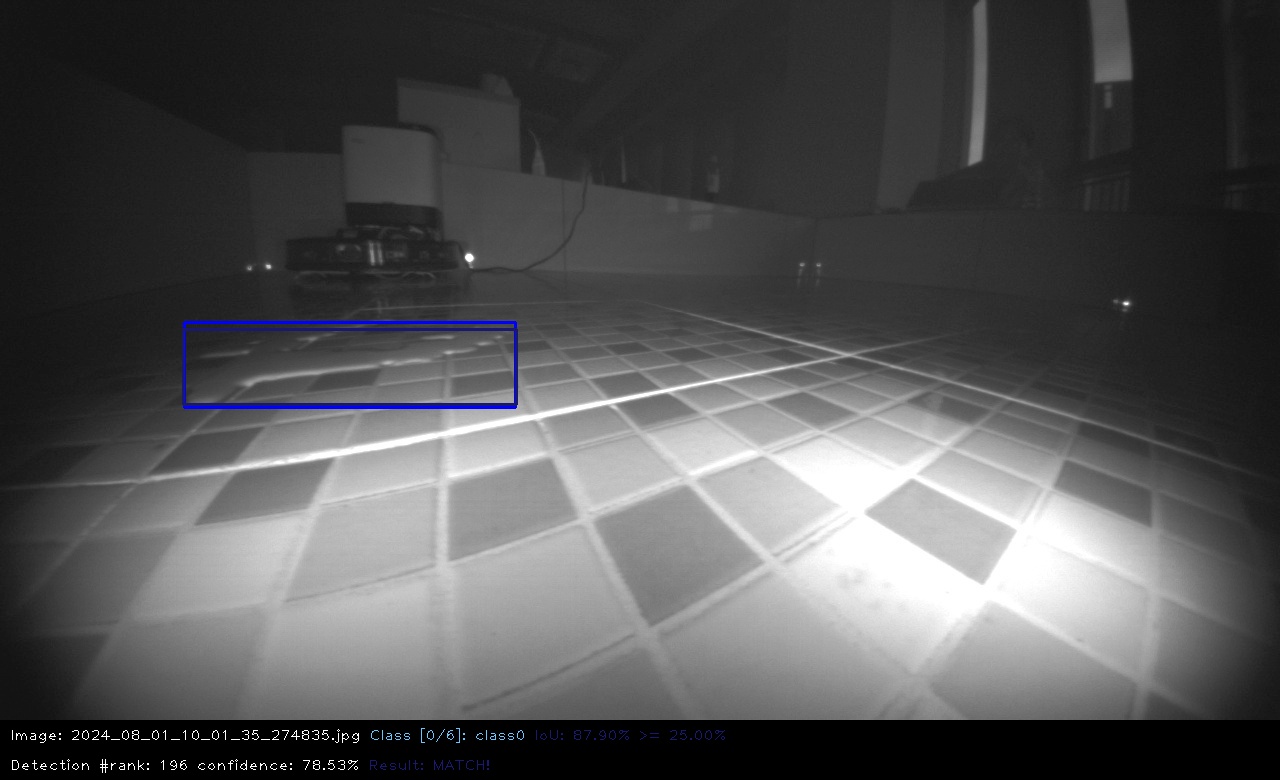 Image: 2024_08_01_10_01_35_274835.jpg Class [0/6]: class0 IoU: 87.90% >= 25.00%
Detection #rank: 196 confidence: 78.53% Result: MATCH!